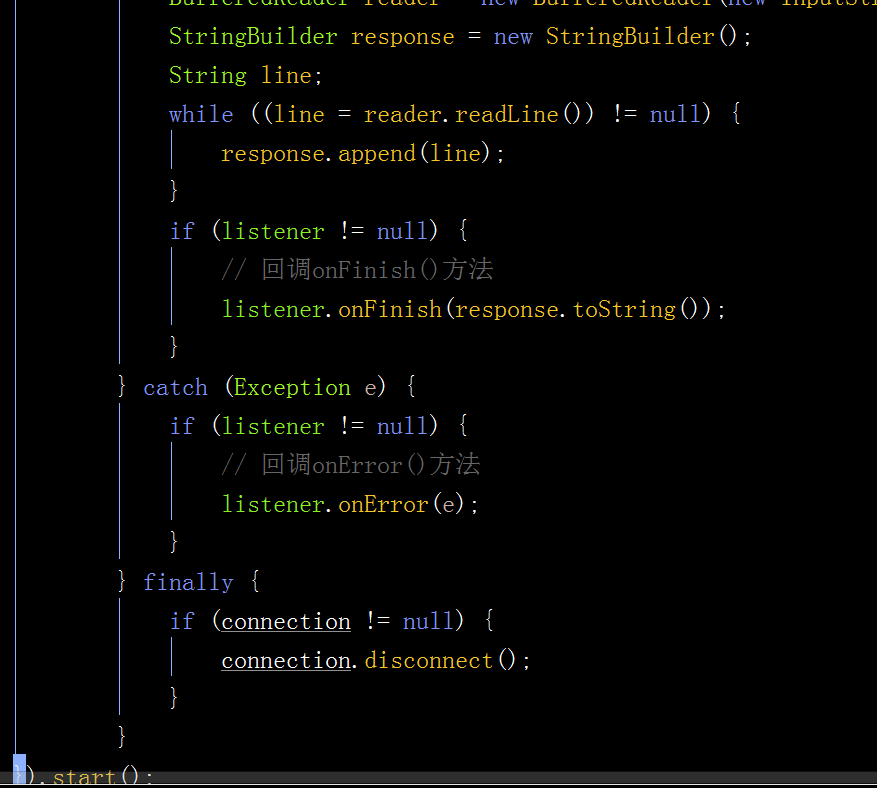 BufferedReader reader = new BufferedReader(new InputSt
StringBuilder response = new StringBuilder();
String line;
while ((line = reader.readLine()) != null) {
response.append(line);
}
if (listener != null) {
// 回调onFinish()方法
listener.onFinish(response.toString());
}
} catch (Exception e) {
if (listener != null) {
// 回调onError()方法
listener.onError(e);
}
} finally {
if (connection != null) {
connection.disconnect();
}
}
}).start();